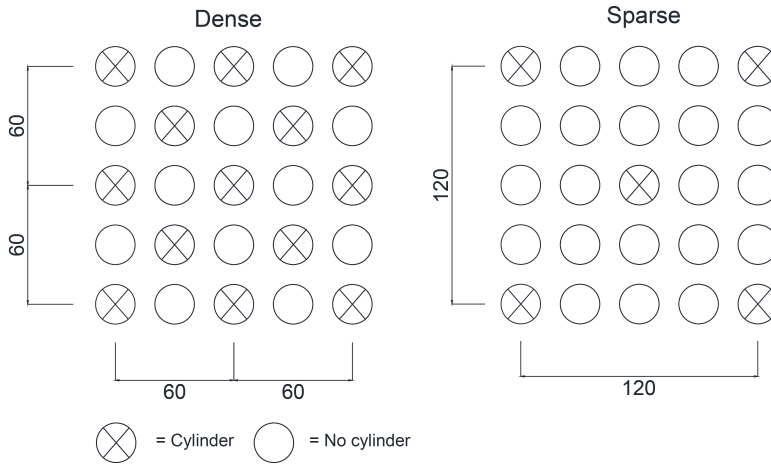 Dense
Sparse
60
60
120
60
60
120
= Cylinder
= No cylinder